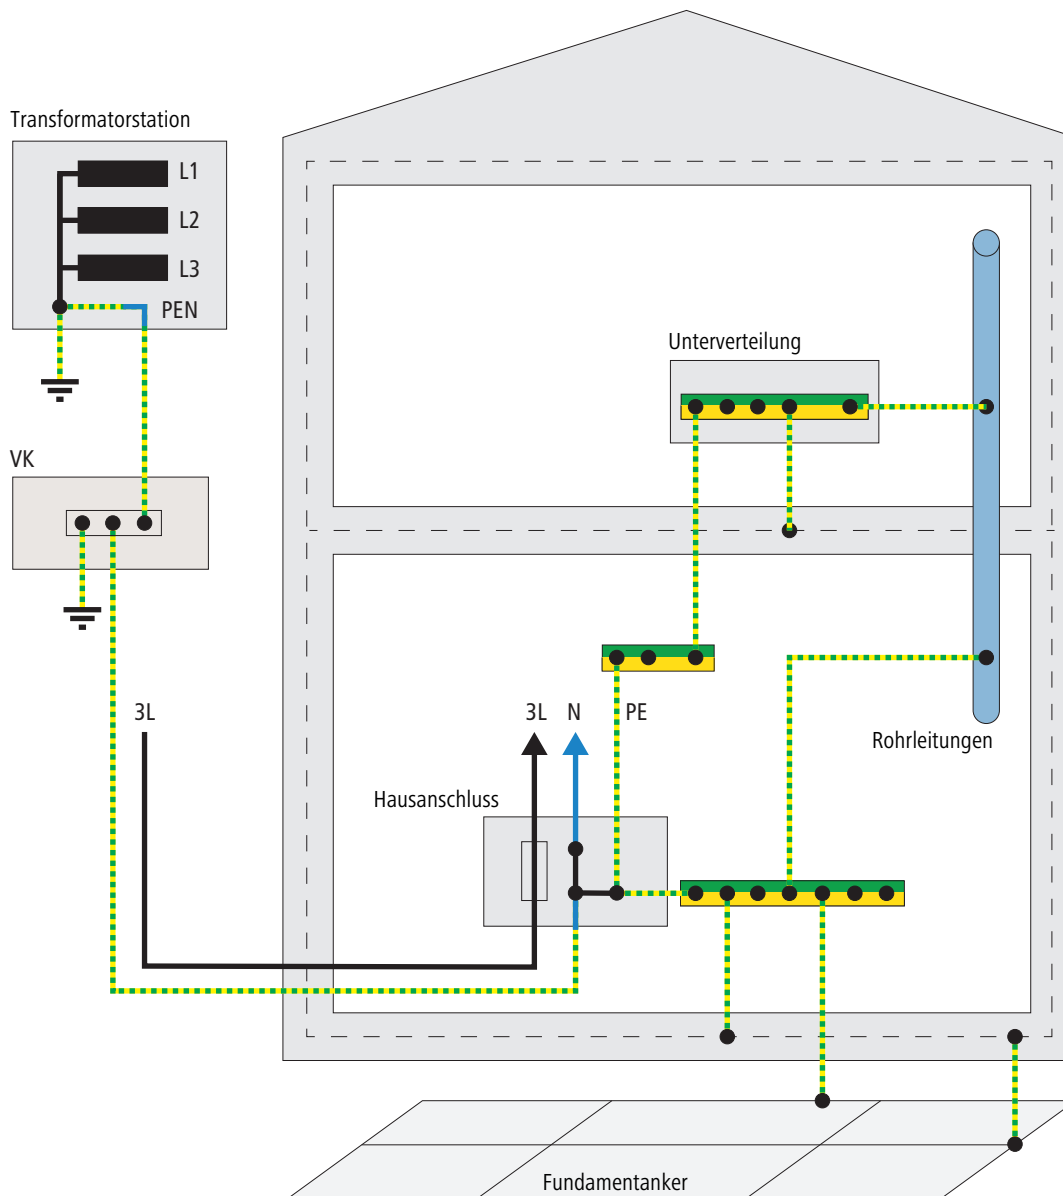 Transformatorstation
L1
L2
L3
PEN
VK
3L
Unterverteilung
3L N PE
Rohrleitungen
Hausanschluss
Fundamentanker